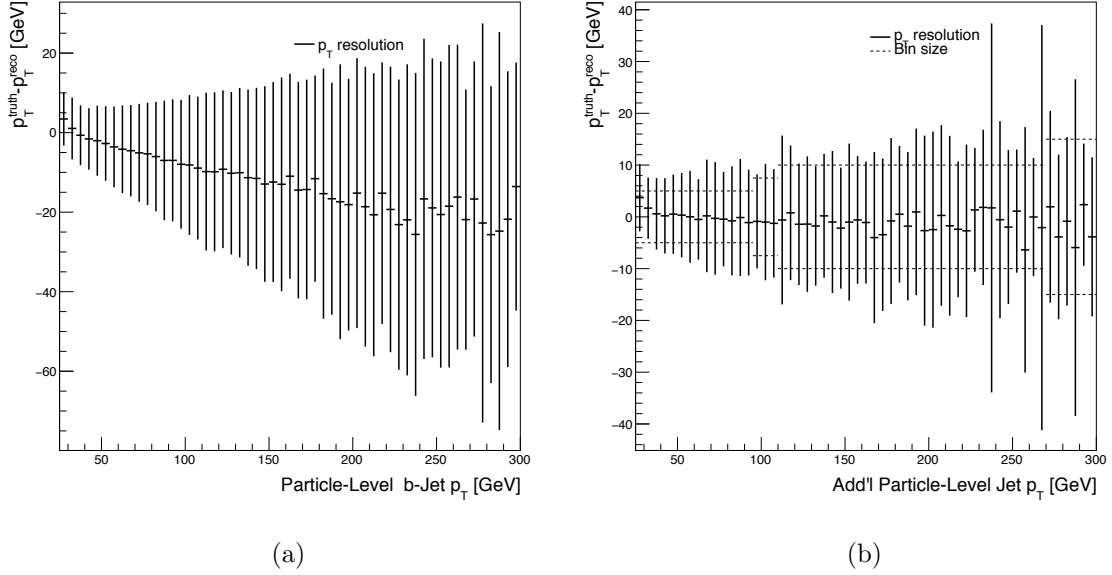 p_T^truth-p_T^reco [GeV]
p_T resolution
20
0
−20
−40
−60
50 100 150 200 250 300
Particle-Level b-Jet p_T [GeV]
(a)
p_T^truth-p_T^reco [GeV]
40
p_T resolution
Bin size
30
20
10
0
−10
−20
−30
−40
50 100 150 200 250 300
Add'l Particle-Level Jet p_T [GeV]
(b)